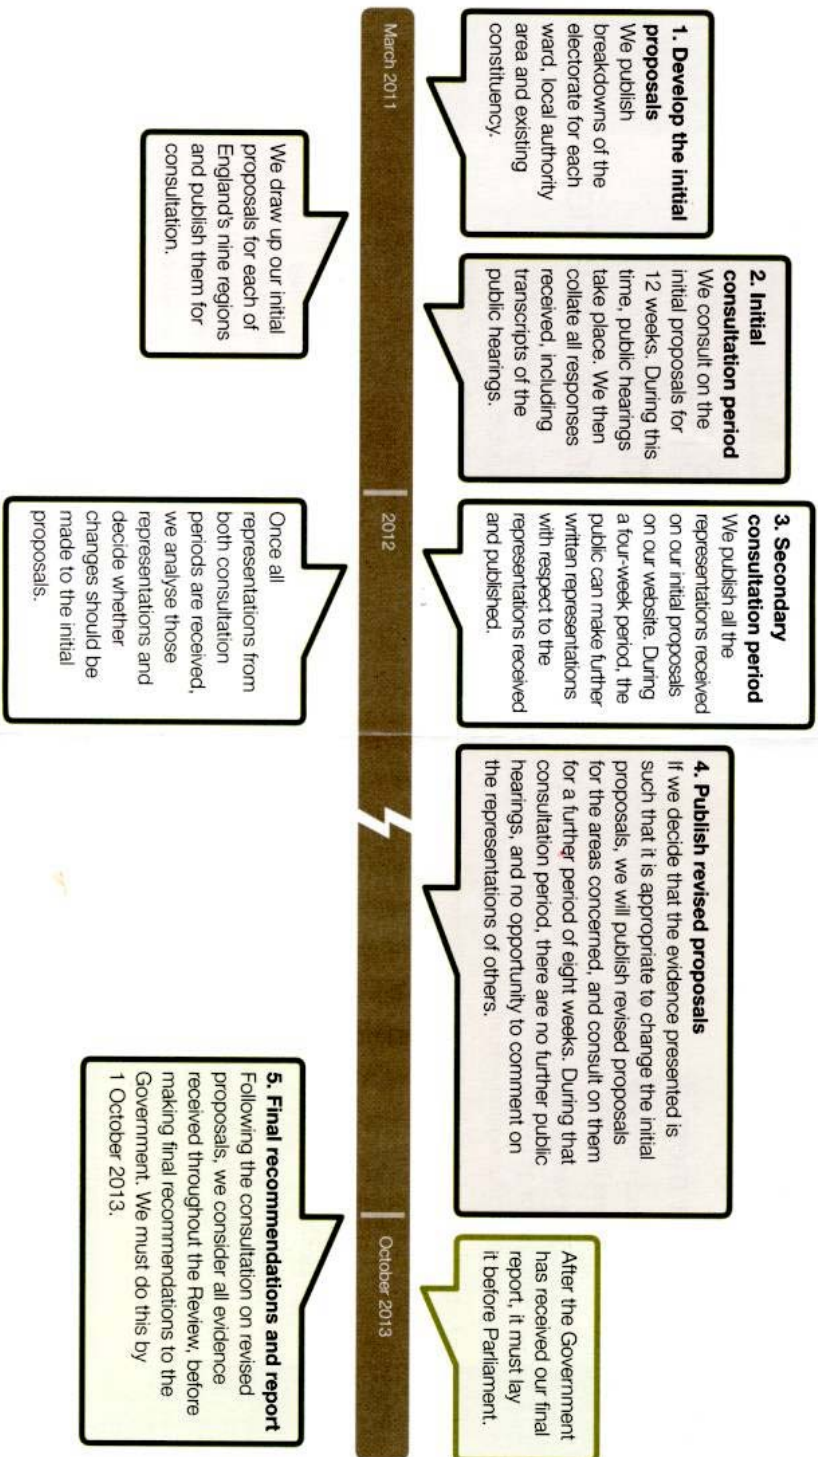 1. Develop the initial
proposals
We publish
breakdowns of the
electorate for each
ward, local authority
area and existing
constituency.
2. Initial
consultation period
We consult on the
initial proposals for
12 weeks. During this
time, public hearings
take place. We then
collate all responses
received, including
transcripts of the
public hearings.
3. Secondary
consultation period
We publish all the
representations received
on our initial proposals
on our website. During
a four-week period, the
public can make further
written representations
with respect to the
representations received
and published.
4. Publish revised proposals
If we decide that the evidence presented is
such that it is appropriate to change the initial
proposals, we will publish revised proposals
for the areas concerned, and consult on them
for a further period of eight weeks. During that
consultation period, there are no further public
hearings, and no opportunity to comment on
the representations of others.
After the Government
has received our final
report, it must lay
it before Parliament.
March 2011
2012
October 2013
We draw up our initial
proposals for each of
England's nine regions
and publish them for
consultation.
Once all
representations from
both consultation
periods are received,
we analyse those
representations and
decide whether
changes should be
made to the initial
proposals.
5. Final recommendations and report
Following the consultation on revised
proposals, we consider all evidence
received throughout the Review, before
making final recommendations to the
Government. We must do this by
1 October 2013.